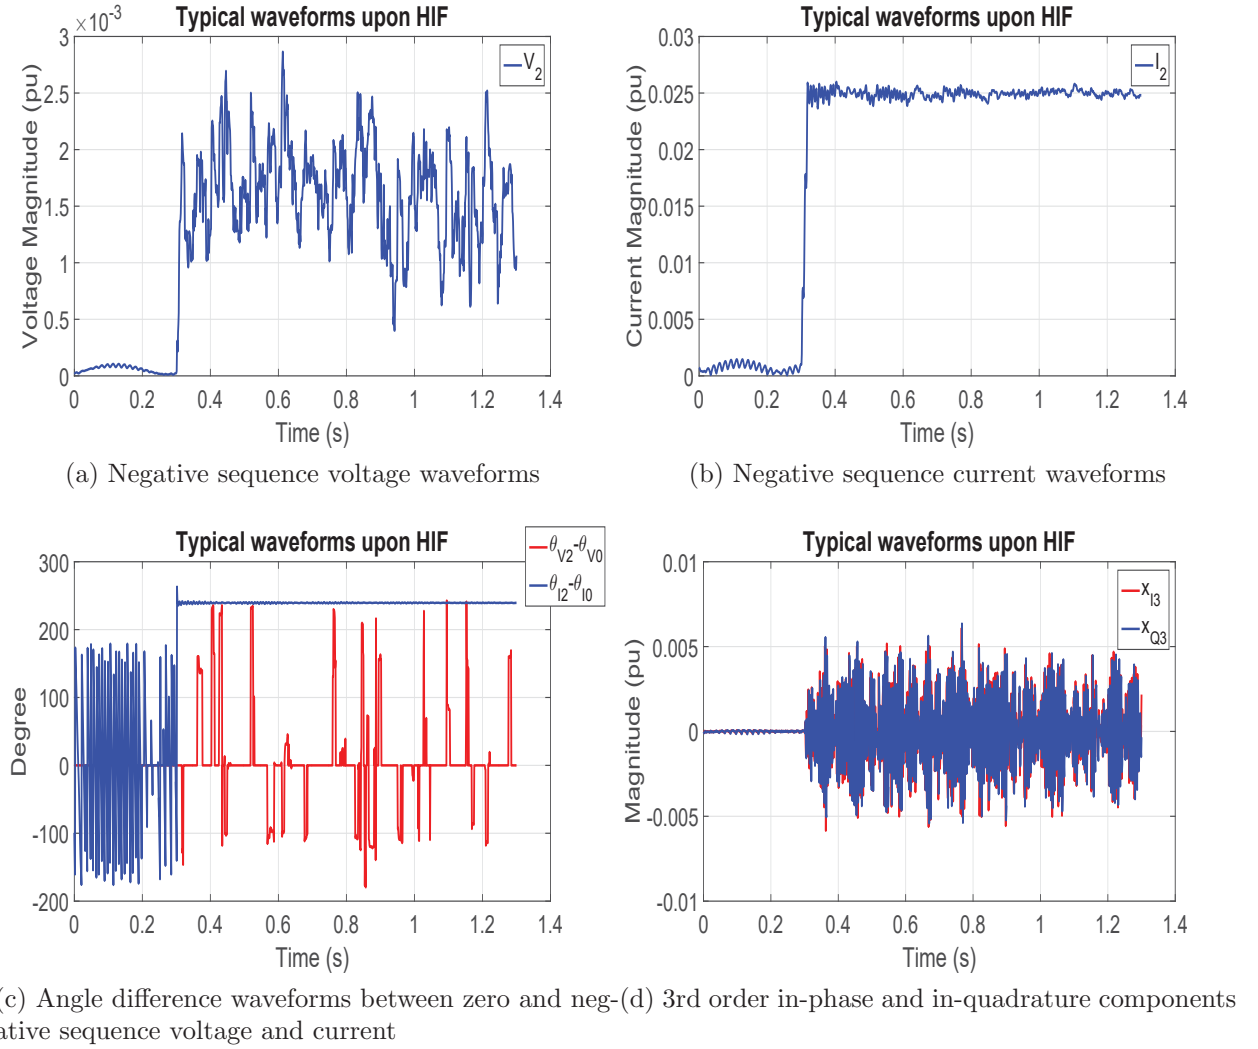 Typical waveforms upon HIF
×10⁻³
3
2.5
2
1.5
1
0.5
0
Voltage Magnitude (pu)
V₂
0 0.2 0.4 0.6 0.8 1 1.2 1.4
Time (s)
(a) Negative sequence voltage waveforms
Typical waveforms upon HIF
0.03
0.025
0.02
0.015
0.01
0.005
0
Current Magnitude (pu)
I₂
0 0.2 0.4 0.6 0.8 1 1.2 1.4
Time (s)
(b) Negative sequence current waveforms
Typical waveforms upon HIF
300
200
100
0
-100
-200
Degree
θ_V2-θ_V0
θ_I2-θ_I0
0 0.2 0.4 0.6 0.8 1 1.2 1.4
Time (s)
(c) Angle difference waveforms between zero and neg-
ative sequence voltage and current
Typical waveforms upon HIF
0.01
0.005
0
-0.005
-0.01
Magnitude (pu)
x_I3
x_Q3
0 0.2 0.4 0.6 0.8 1 1.2 1.4
Time (s)
(d) 3rd order in-phase and in-quadrature components